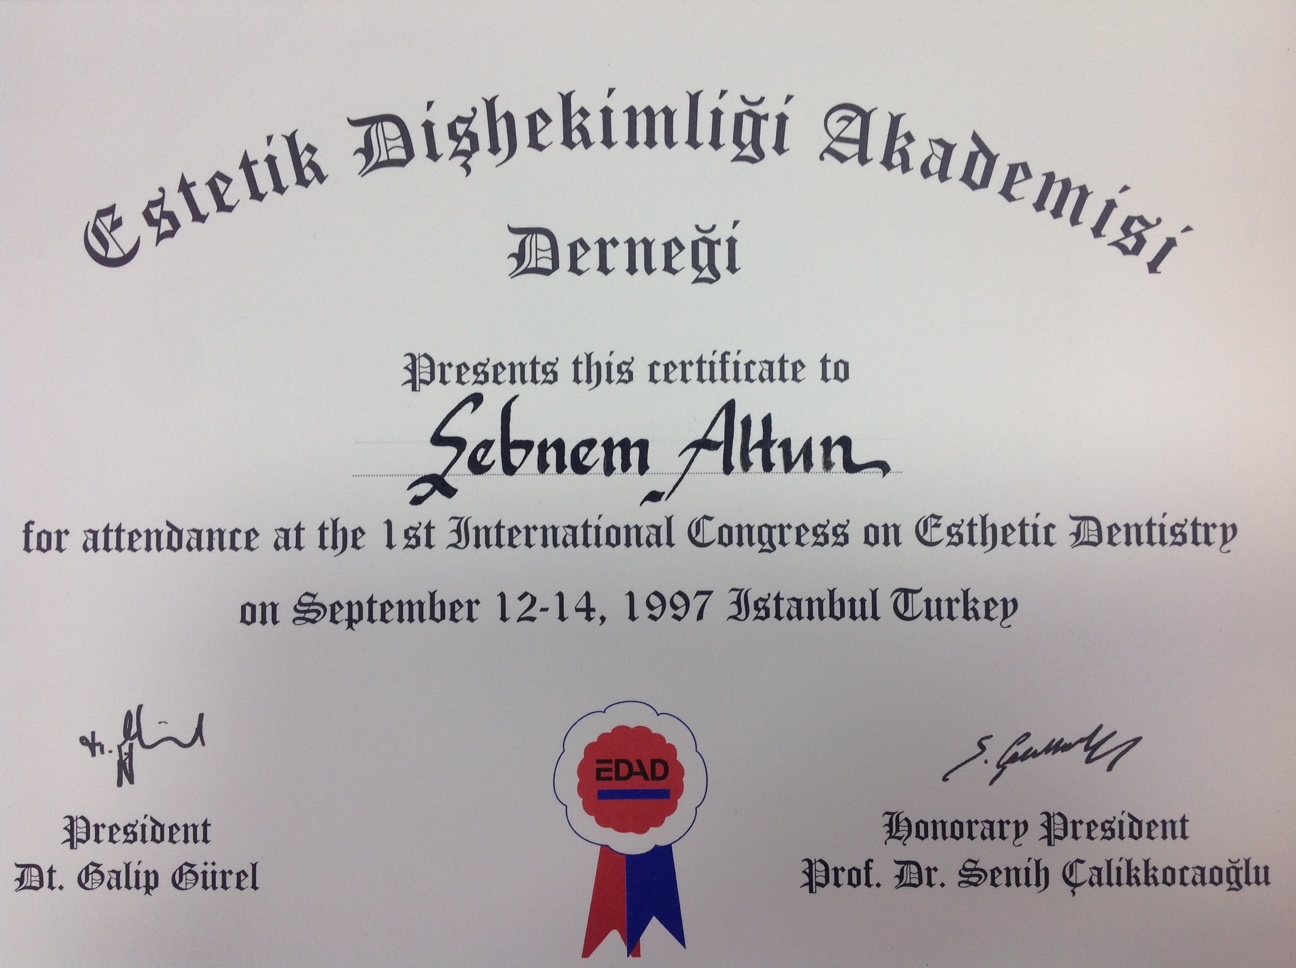 Estetik Dişhekimliği Akademisi
Derneği
Presents this certificate to
Şebnem Altun
for attendance at the 1st International Congress on Esthetic Dentistry
on September 12-14, 1997 Istanbul Turkey
EDAD
President
Dt. Galip Gürel
Honorary President
Prof. Dr. Senih Çalikkocaoğlu